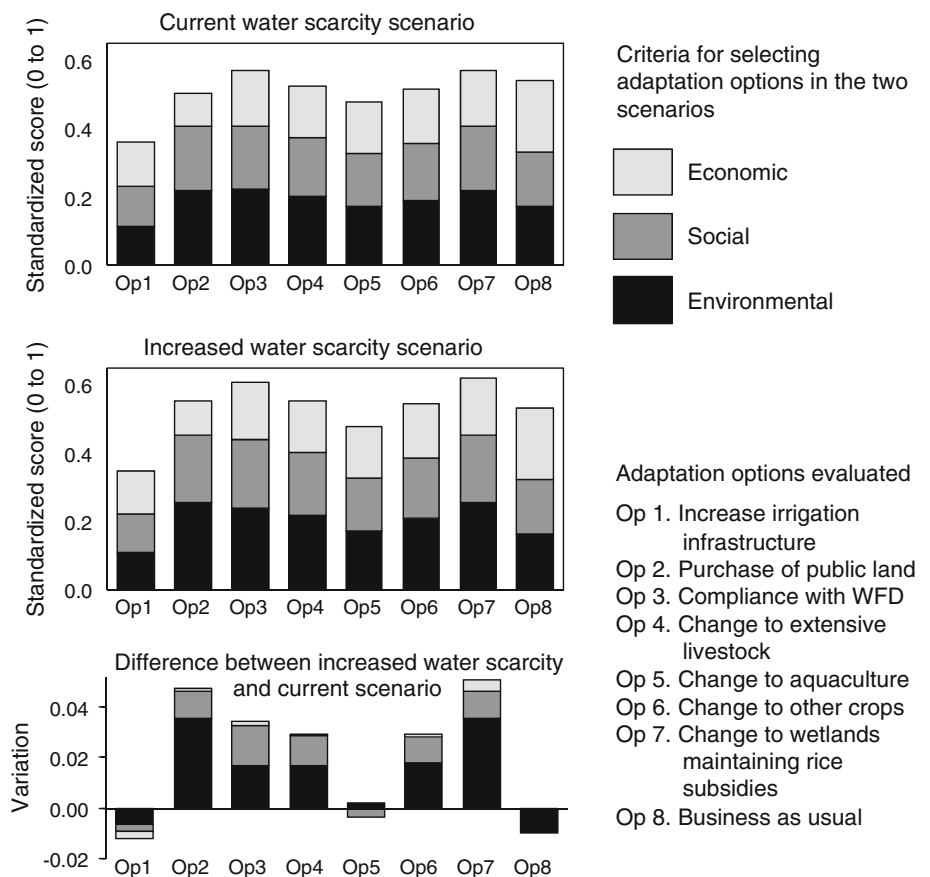 Current water scarcity scenario
Standardized score (0 to 1)
0.6
0.4
0.2
0.0
Op1 Op2 Op3 Op4 Op5 Op6 Op7 Op8
Criteria for selecting
adaptation options in the two
scenarios
Economic
Social
Environmental
Increased water scarcity scenario
Standardized score (0 to 1)
0.6
0.4
0.2
0.0
Op1 Op2 Op3 Op4 Op5 Op6 Op7 Op8
Difference between increased water scarcity
and current scenario
Variation
0.04
0.02
0.00
-0.02
Op1 Op2 Op3 Op4 Op5 Op6 Op7 Op8
Adaptation options evaluated
Op 1. Increase irrigation
infrastructure
Op 2. Purchase of public land
Op 3. Compliance with WFD
Op 4. Change to extensive
livestock
Op 5. Change to aquaculture
Op 6. Change to other crops
Op 7. Change to wetlands
maintaining rice
subsidies
Op 8. Business as usual